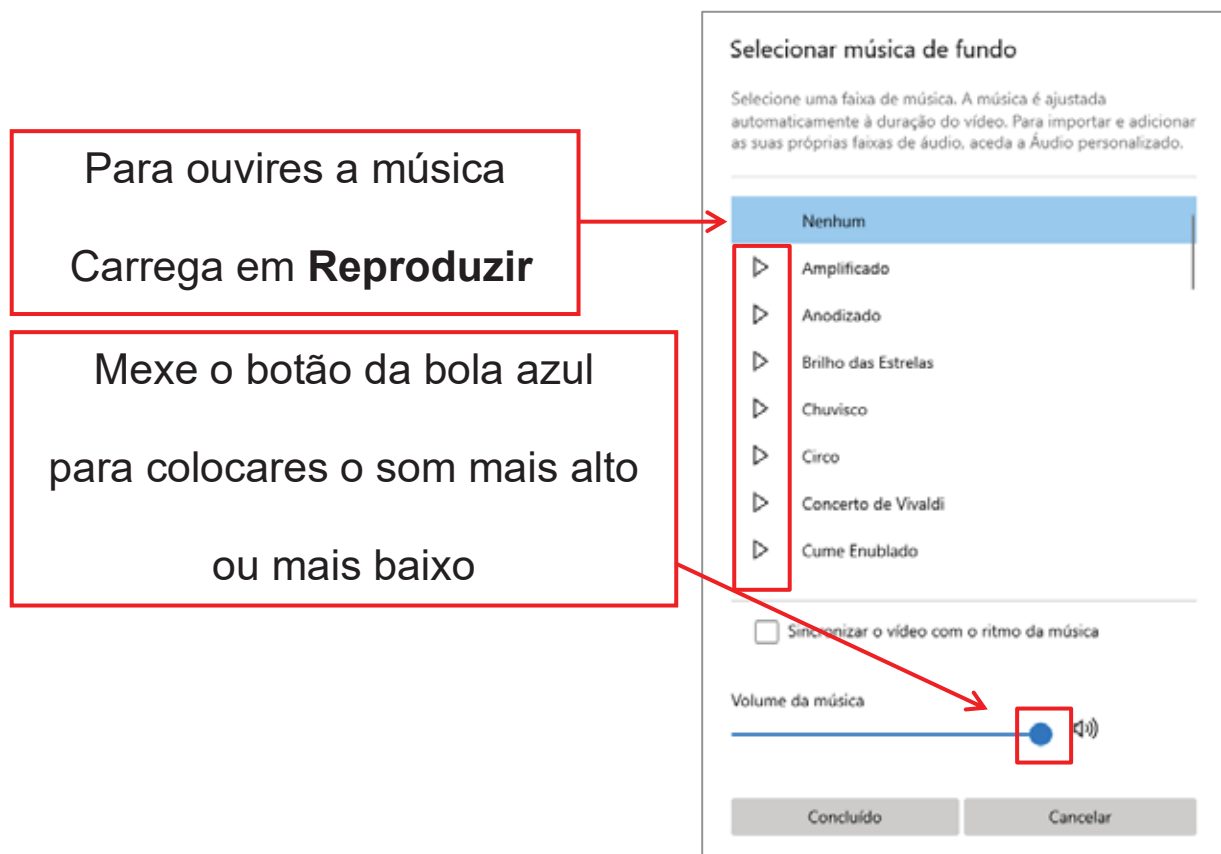 Para ouvires a música
Carrega em Reproduzir
Mexe o botão da bola azul
para colocares o som mais alto
ou mais baixo
Selecionar música de fundo
Selecione uma faixa de música. A música é ajustada
automaticamente à duração do vídeo. Para importar e adicionar
as suas próprias faixas de áudio, aceda a Áudio personalizado.
Nenhum
Amplificado
Anodizado
Brilho das Estrelas
Chuvisco
Circo
Concerto de Vivaldi
Cume Enublado
Sincronizar o vídeo com o ritmo da música
Volume da música
Concluído
Cancelar